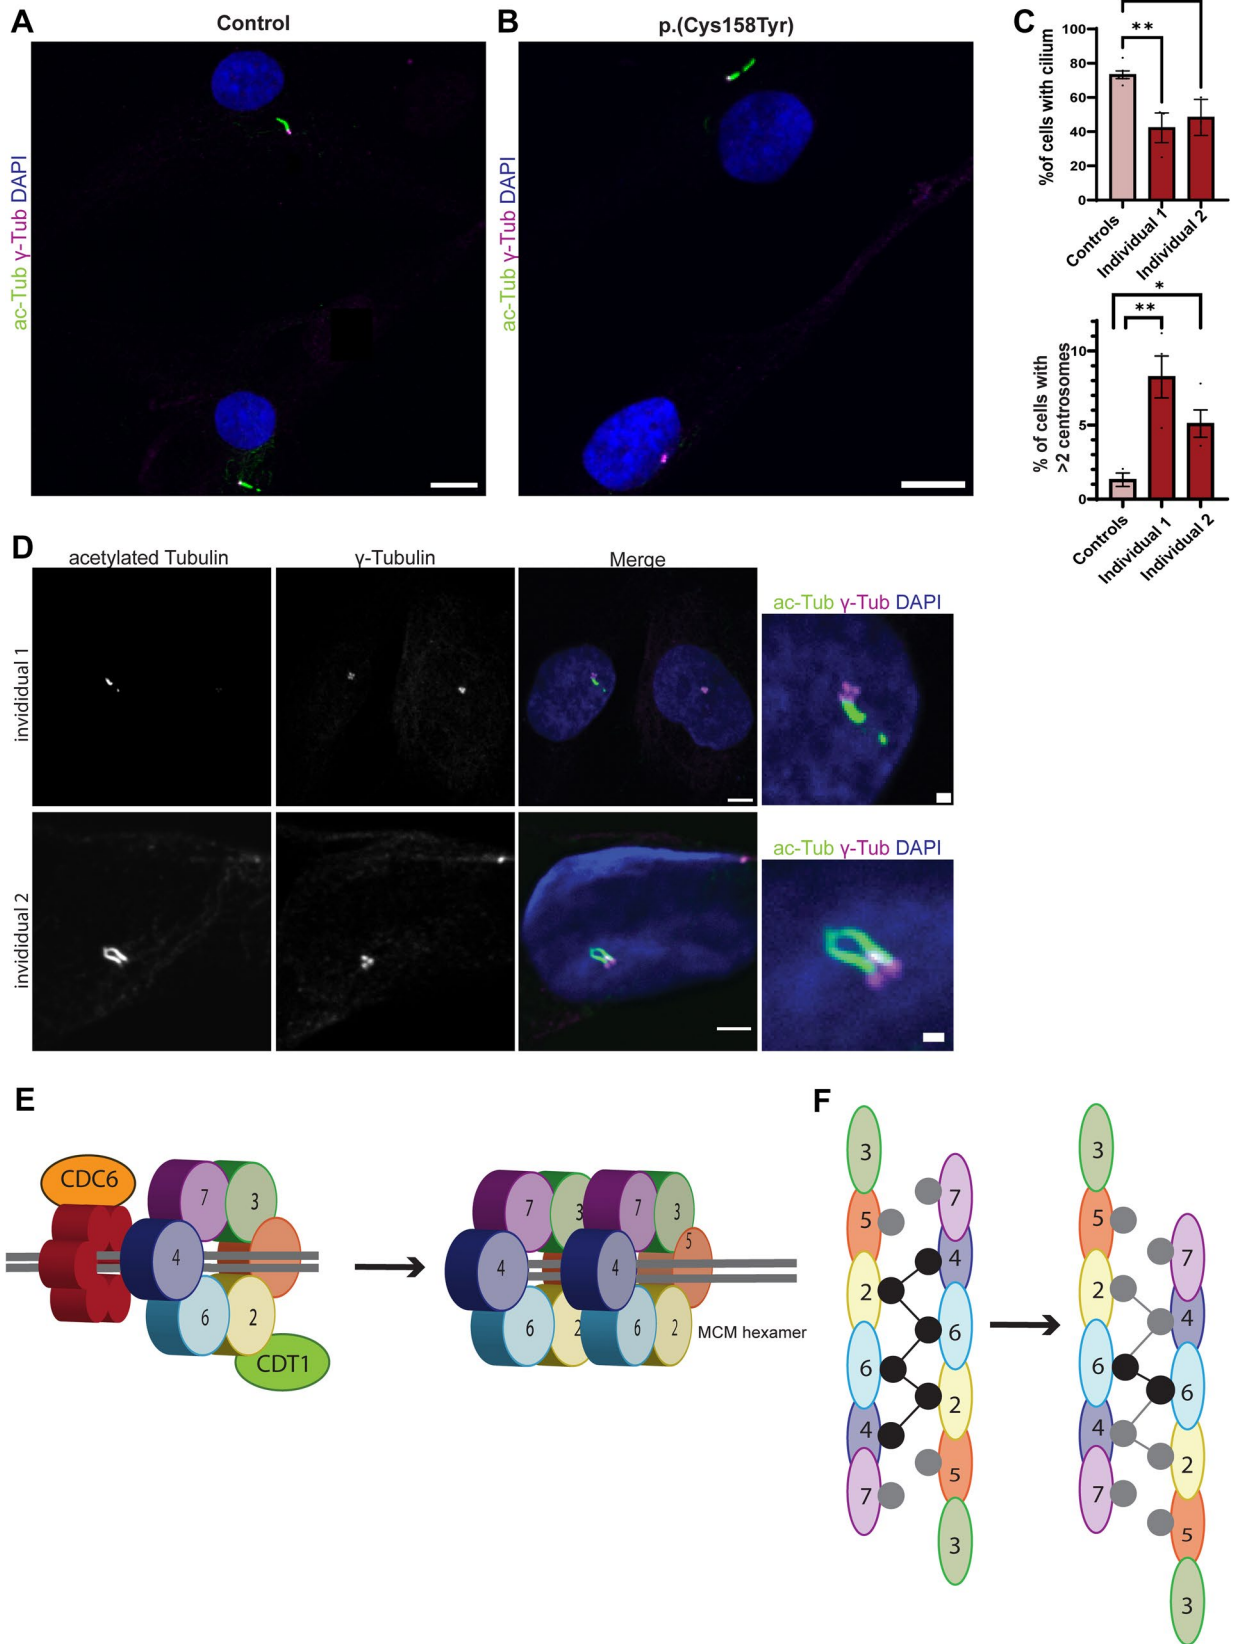 A
Control
ac-Tub γ-Tub DAPI
B
p.(Cys158Tyr)
ac-Tub γ-Tub DAPI
C
%of cells with cilium
100
80
60
40
20
0
**
Controls
Individual 1
Individual 2
% of cells with
>2 centrosomes
10
5
0
*
**
Controls
Individual 1
Individual 2
D
acetylated Tubulin
γ-Tubulin
Merge
ac-Tub γ-Tub DAPI
invididual 1
ac-Tub γ-Tub DAPI
invididual 2
E
CDC6
7
3
4
6
2
CDT1
7
3
7
3
5
4
4
6
2
6
2
MCM hexamer
F
3
5
2
6
4
7
7
4
6
2
5
3
3
5
2
6
4
7
7
4
6
2
5
3